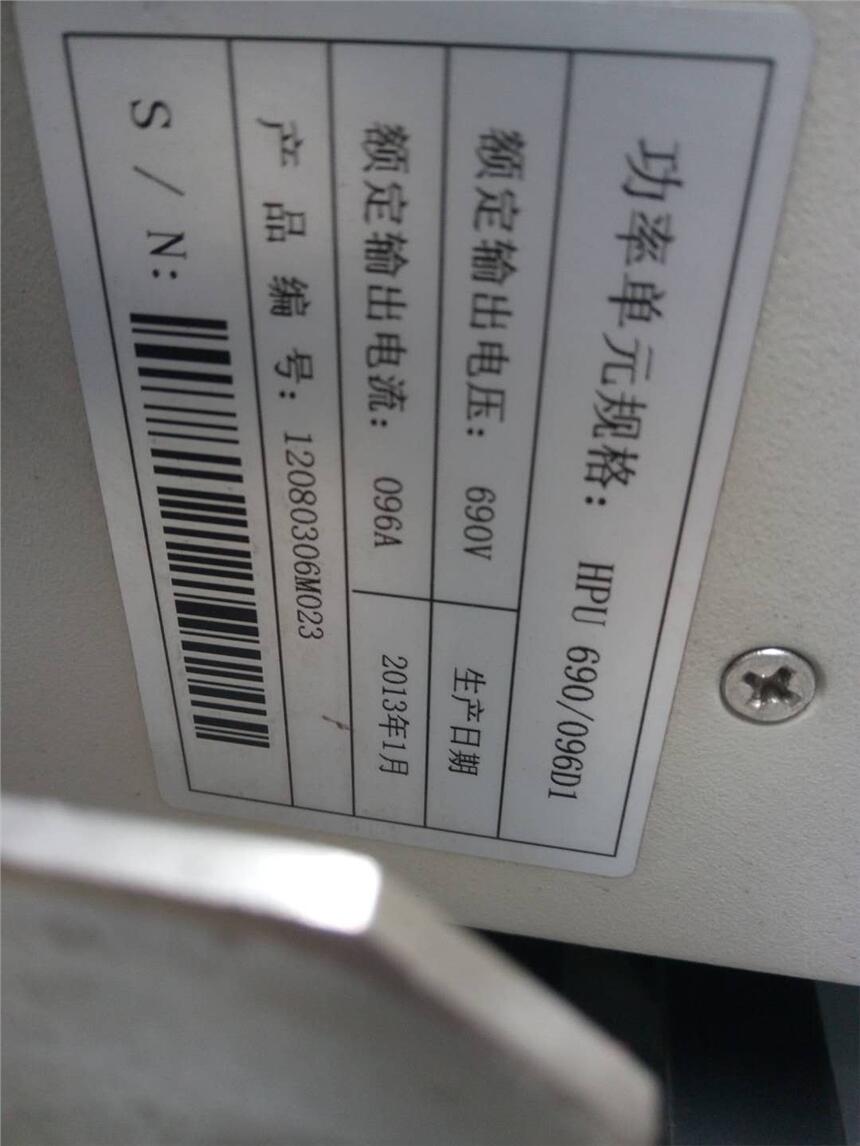 功率单元规格： HPU 690/096D1
额定输出电压： 690V 生产日期
额定输出电流： 096A 2013年1月
产品编号：12080306M023
S/N: